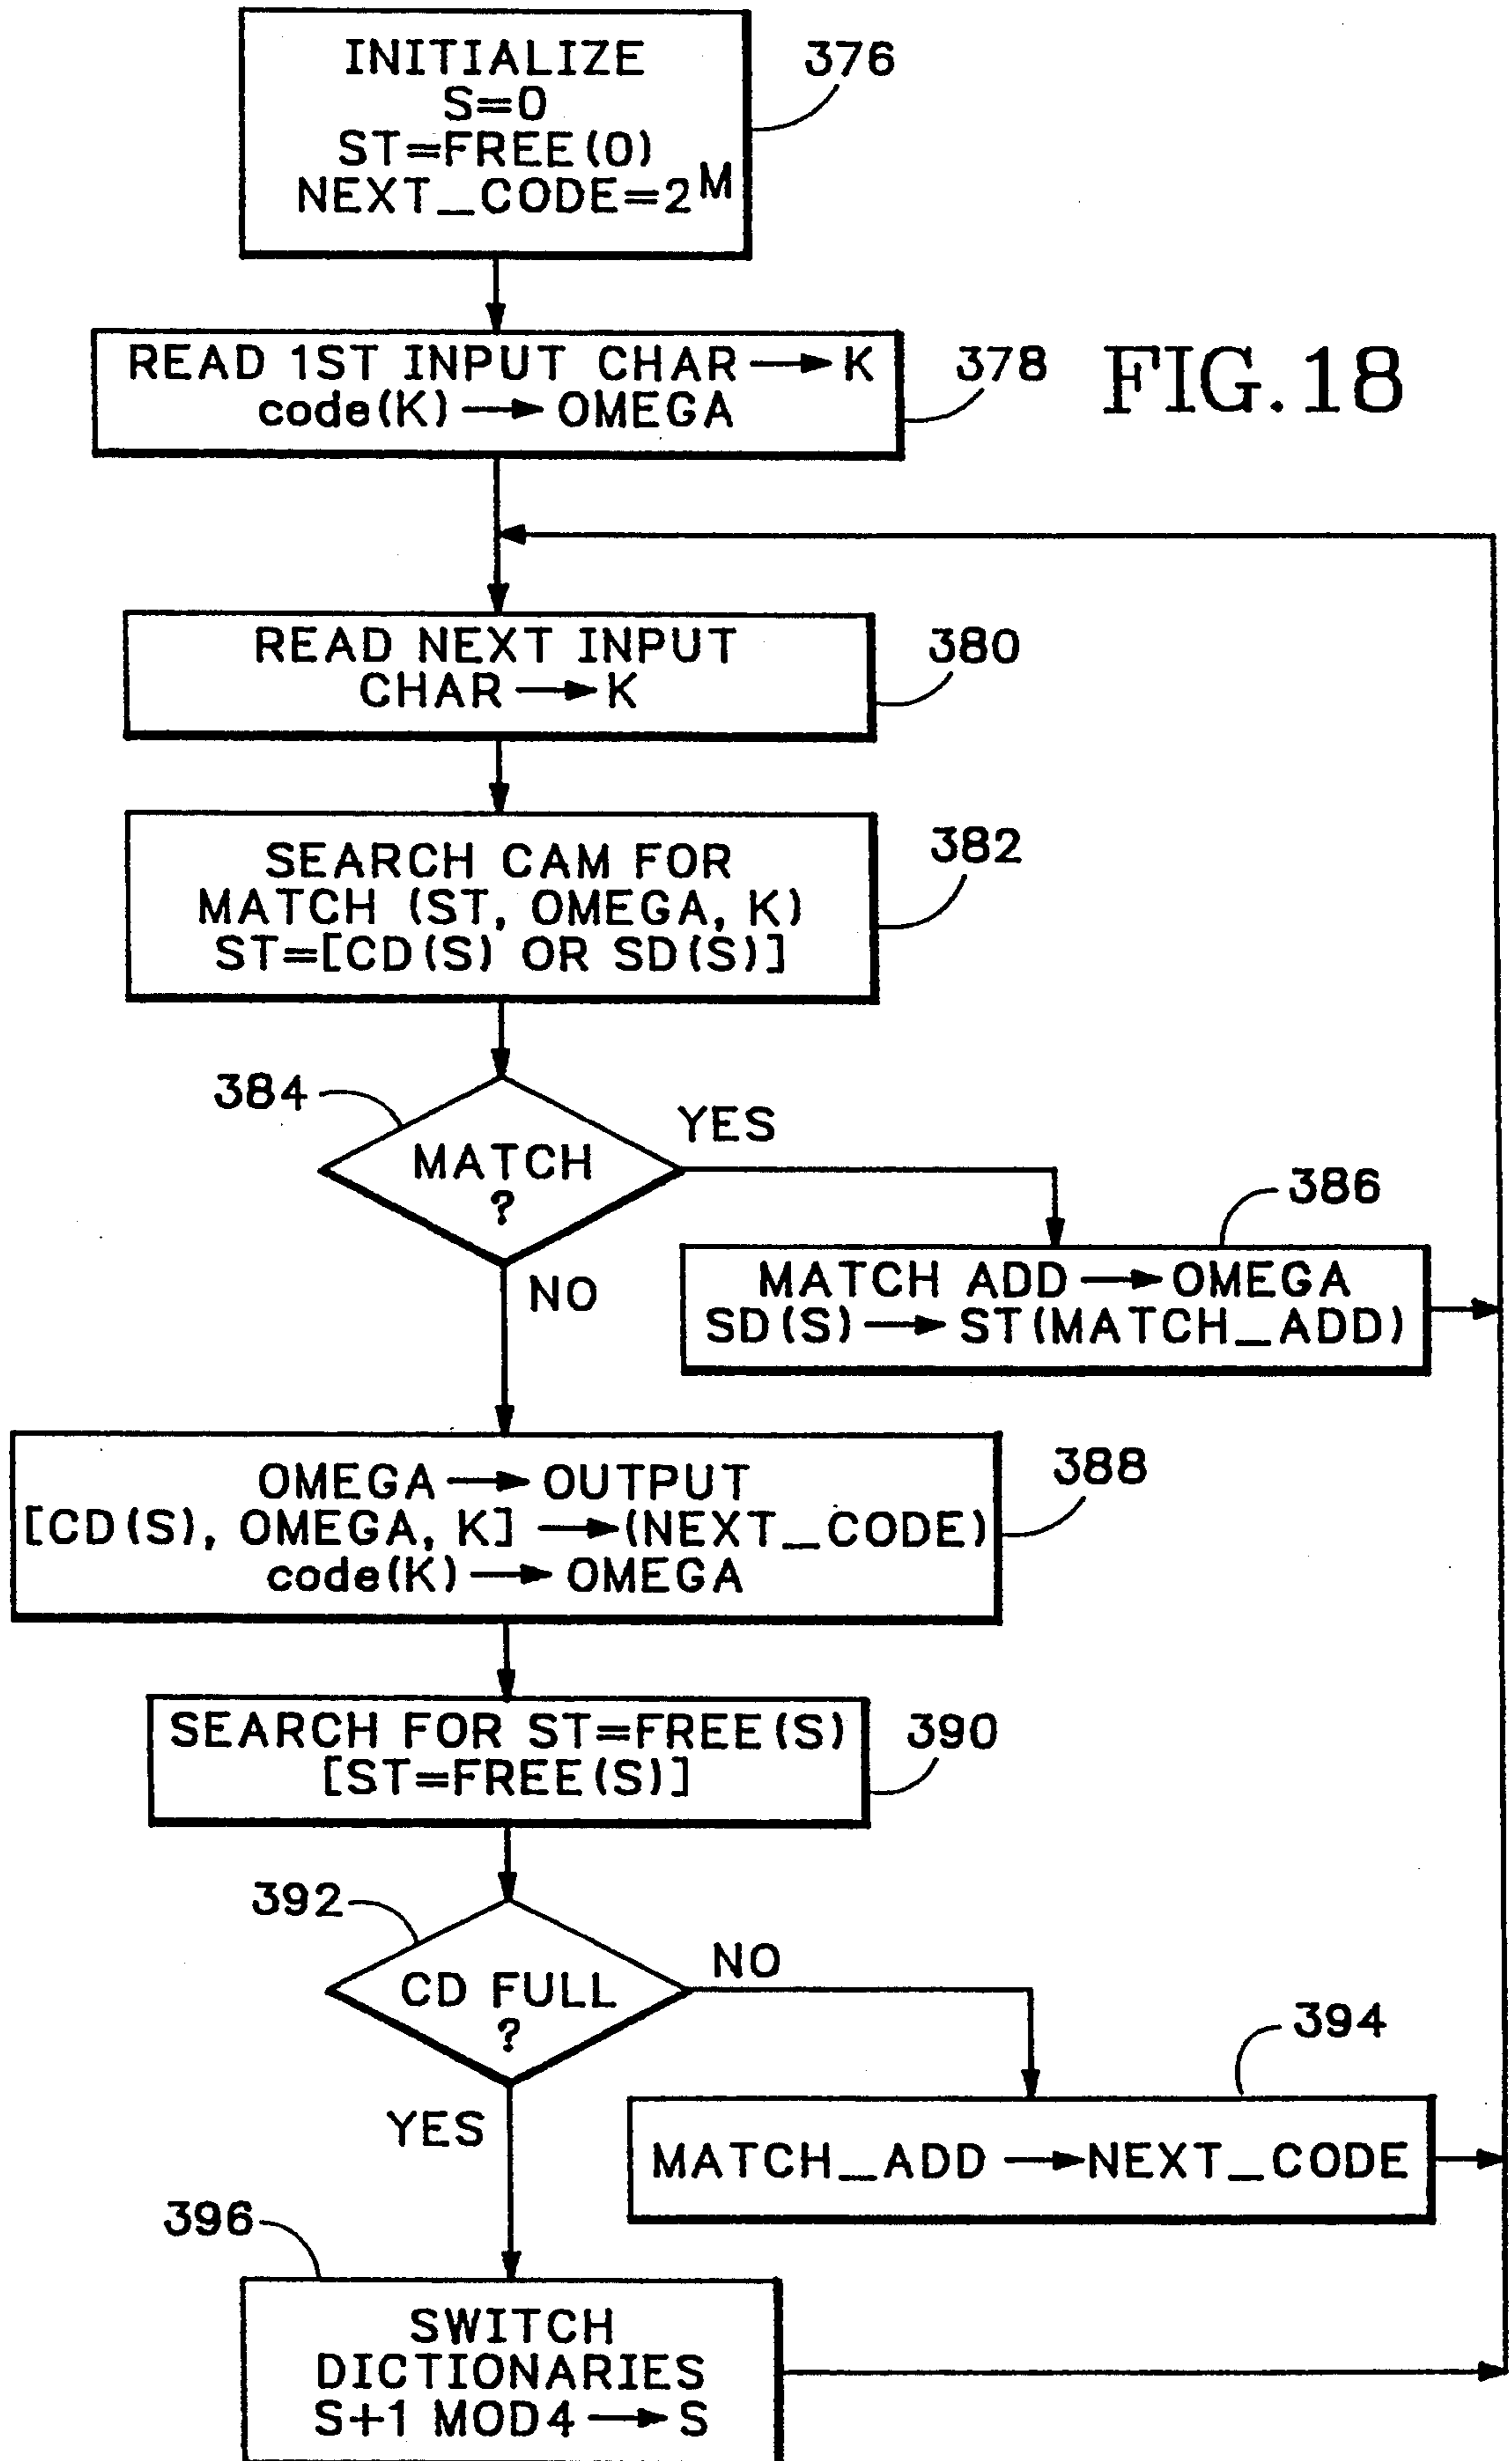 INITIALIZE
S=0
ST=FREE(0)
NEXT_CODE=2^M
376
READ 1ST INPUT CHAR → K
code(K) → OMEGA
378
FIG.18
READ NEXT INPUT
CHAR → K
380
SEARCH CAM FOR
MATCH (ST, OMEGA, K)
ST=[CD(S) OR SD(S)]
382
384
MATCH
?
YES
NO
386
MATCH ADD → OMEGA
SD(S) → ST(MATCH_ADD)
OMEGA → OUTPUT
[CD(S), OMEGA, K] → (NEXT_CODE)
code(K) → OMEGA
388
SEARCH FOR ST=FREE(S)
[ST=FREE(S)]
390
392
CD FULL
?
NO
YES
394
MATCH_ADD → NEXT_CODE
396
SWITCH
DICTIONARIES
S+1 MOD4 → S